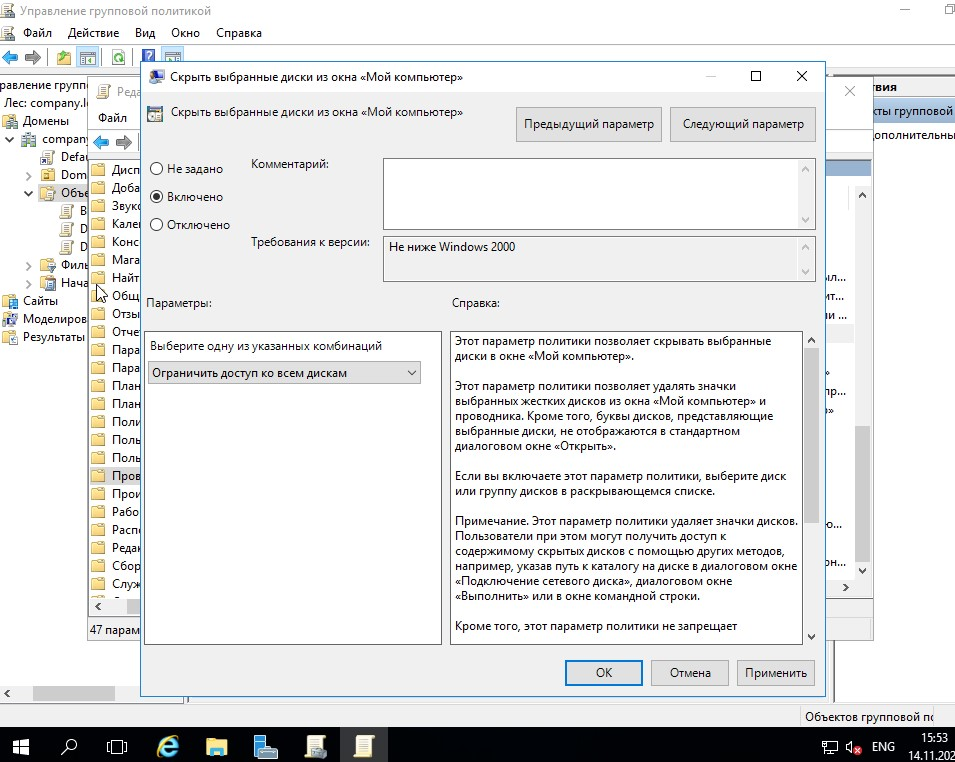 Управление групповой политикой
Файл Действие Вид Окно Справка
равление групп
Лес: company.l
Домены
company
Defau
Dom
Объе
Филь
Нача
Сайты
Моделиров
Результаты
Реда
Файл
Дисп
Доба
Звуко
Кале
Конс
Мага
Найт
Общ
Отзы
Отче
Пара
Пара
План
План
Поли
Поль
Поль
Пров
Прои
Рабо
Расп
Реда
Сбор
Служ
47 парам
Скрыть выбранные диски из окна «Мой компьютер»
Скрыть выбранные диски из окна «Мой компьютер»
Предыдущий параметр
Следующий параметр
Не задано
Включено
Отключено
Комментарий:
Требования к версии:
Не ниже Windows 2000
Параметры:
Справка:
Выберите одну из указанных комбинаций
Ограничить доступ ко всем дискам
Этот параметр политики позволяет скрывать выбранные
диски в окне «Мой компьютер».
Этот параметр политики позволяет удалять значки
выбранных жестких дисков из окна «Мой компьютер» и
проводника. Кроме того, буквы дисков, представляющие
выбранные диски, не отображаются в стандартном
диалоговом окне «Открыть».
Если вы включаете этот параметр политики, выберите диск
или группу дисков в раскрывающемся списке.
Примечание. Этот параметр политики удаляет значки дисков.
Пользователи при этом могут получить доступ к
содержимому скрытых дисков с помощью других методов,
например, указав путь к каталогу на диске в диалоговом окне
«Подключение сетевого диска», диалоговом окне
«Выполнить» или в окне командной строки.
Кроме того, этот параметр политики не запрещает
OK
Отмена
Применить
твия
кты групповой
ополнительны
Объектов групповой по
ENG
15:53
14.11.202